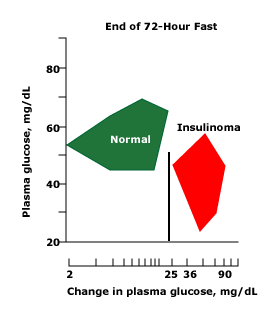 End of 72-Hour Fast
Plasma glucose, mg/dL
80
60
40
20
Normal
Insulinoma
2 25 36 90
Change in plasma glucose, mg/dL